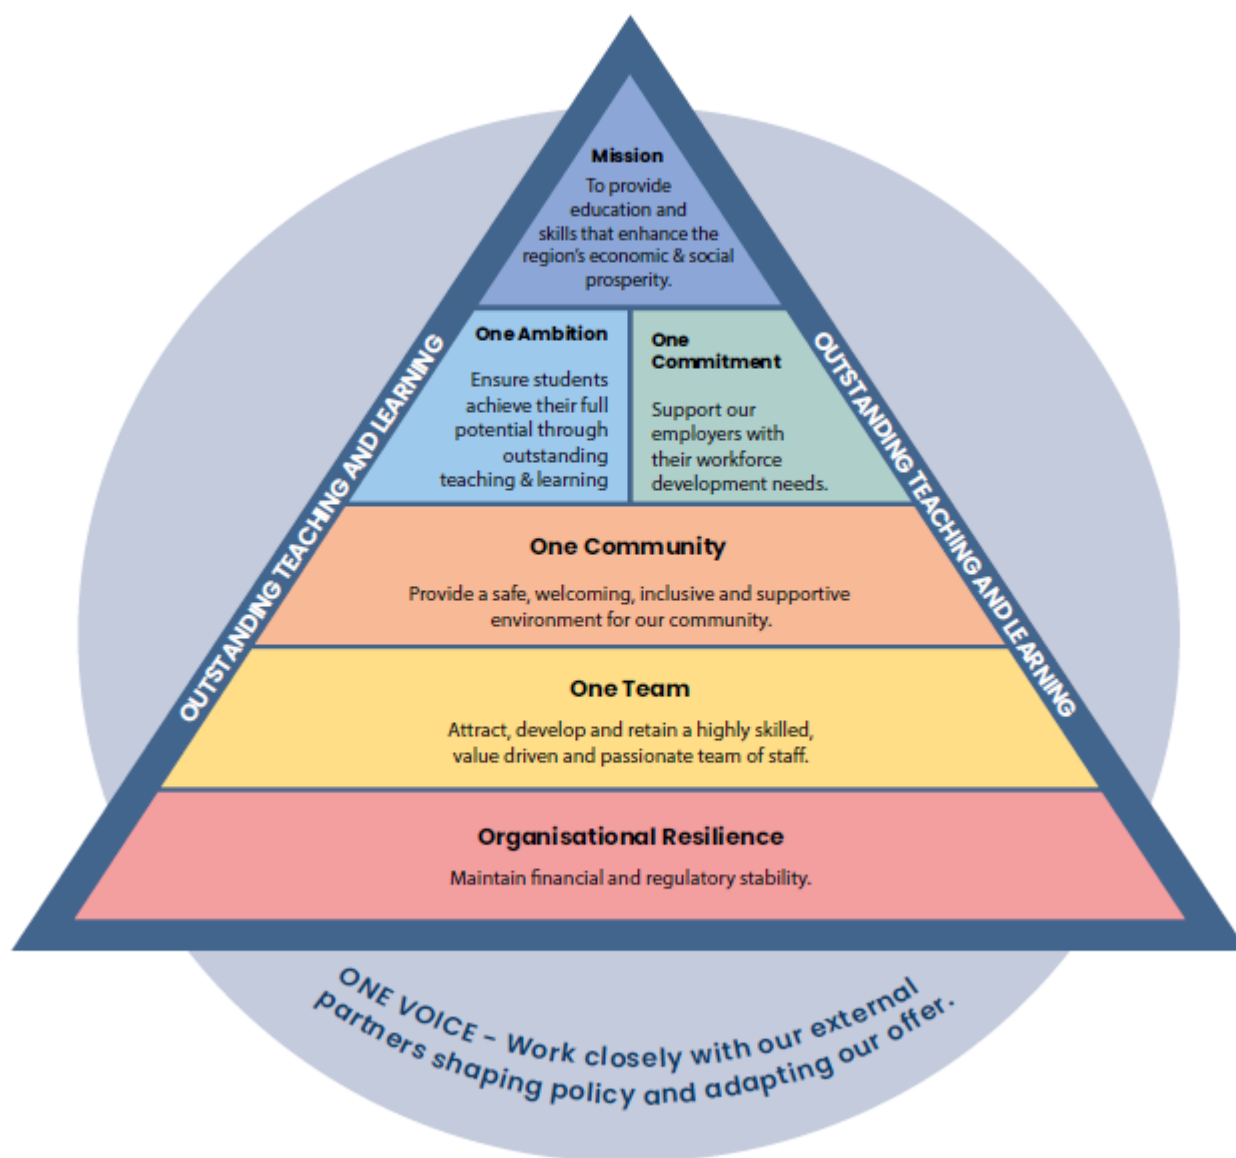 Mission
To provide
education and
skills that enhance the
region's economic & social
prosperity.
One Ambition
Ensure students
achieve their full
potential through
outstanding
teaching & learning
One
Commitment
Support our
employers with
their workforce
development needs.
OUTSTANDING TEACHING AND LEARNING
OUTSTANDING TEACHING AND LEARNING
One Community
Provide a safe, welcoming, inclusive and supportive
environment for our community.
One Team
Attract, develop and retain a highly skilled,
value driven and passionate team of staff.
Organisational Resilience
Maintain financial and regulatory stability.
ONE VOICE – Work closely with our external
partners shaping policy and adapting our offer.